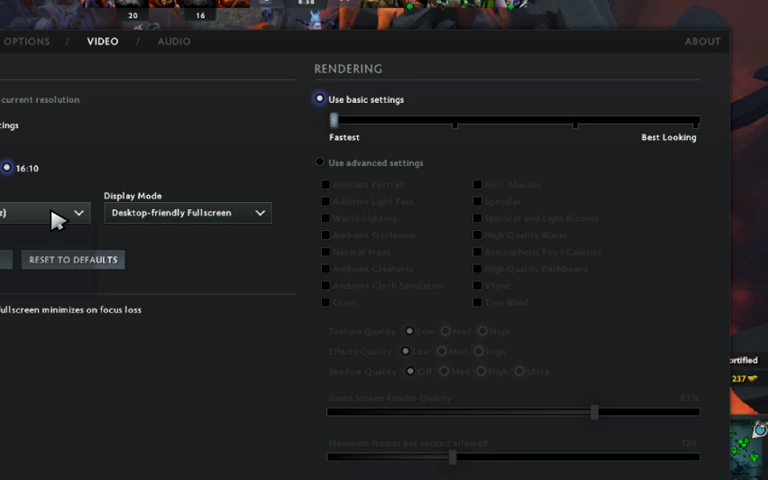 20 16
OPTIONS / VIDEO / AUDIO ABOUT
RENDERING
current resolution
Use basic settings
ings
Fastest Best Looking
16:10
Use advanced settings
Display Mode
z) Desktop-friendly Fullscreen
RESET TO DEFAULTS
ullscreen minimizes on focus loss
Animate Portrait Anti-Aliasing
Additive Light Pass Specular
World Lighting Specular and Light Blooms
Ambient Occlusion High Quality Water
Normal Maps Atmospheric Fog / Caustics
Ambient Creatures High Quality Dashboard
Ambient Cloth Simulation VSync
Grass Tree Wind
Texture Quality Low Med High
Effects Quality Low Med High
Shadow Quality Off Med High Ultra
Game Screen Render Quality 83%
Maximum frames per second allowed 120
ortified
237